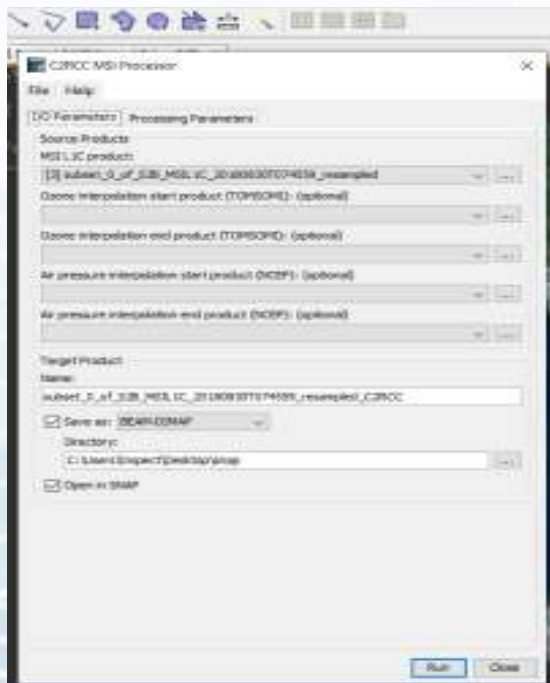 C2RCC MSI Processor
File Help
I/O Parameters Processing Parameters
Source Products
MSI L1C product:
Ozone interpolation start product (TOMSOMI): (optional)
...
Ozone interpolation end product (TOMSOMI): (optional)
...
Air pressure interpolation start product (NCEP): (optional)
...
Air pressure interpolation end product (NCEP): (optional)
...
Target Product
Name:
Save as: BEAM-DIMAP
Directory:
...
Open in SNAP
Run Close